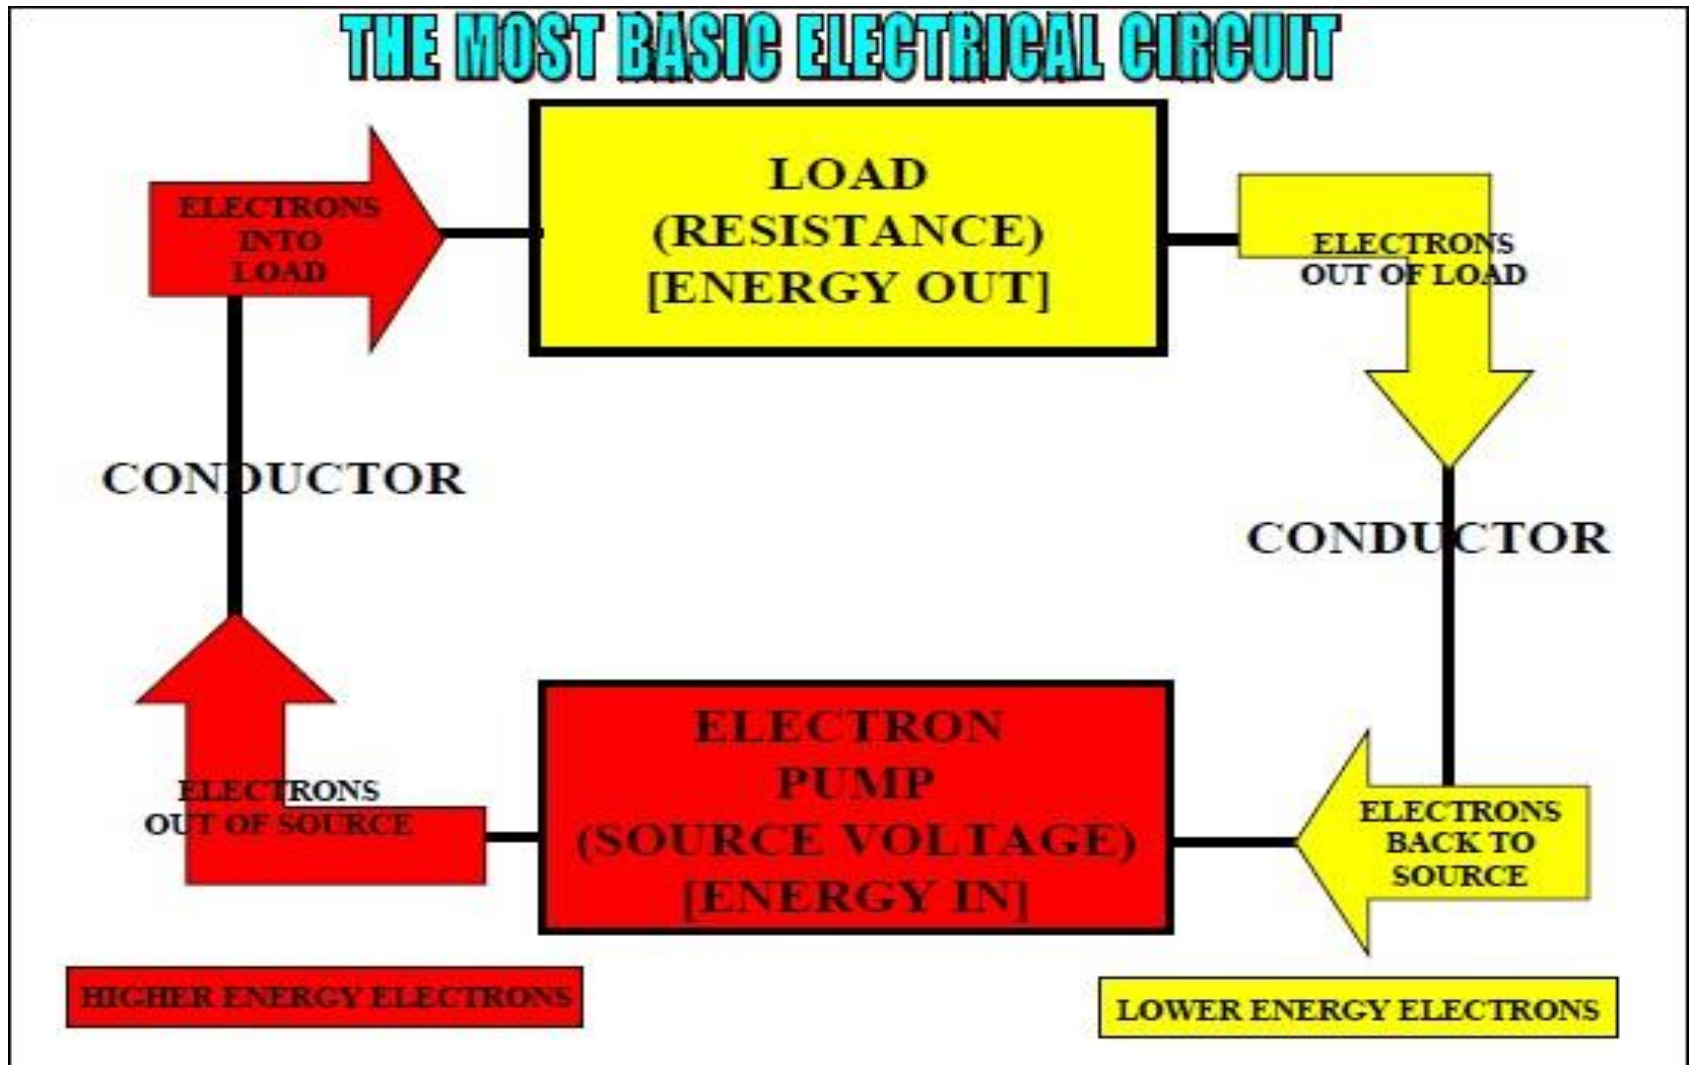 THE MOST BASIC ELECTRICAL CIRCUIT
ELECTRONS
INTO
LOAD
LOAD
(RESISTANCE)
[ENERGY OUT]
ELECTRONS
OUT OF LOAD
CONDUCTOR
CONDUCTOR
ELECTRONS
OUT OF SOURCE
ELECTRON
PUMP
(SOURCE VOLTAGE)
[ENERGY IN]
ELECTRONS
BACK TO
SOURCE
HIGHER ENERGY ELECTRONS
LOWER ENERGY ELECTRONS